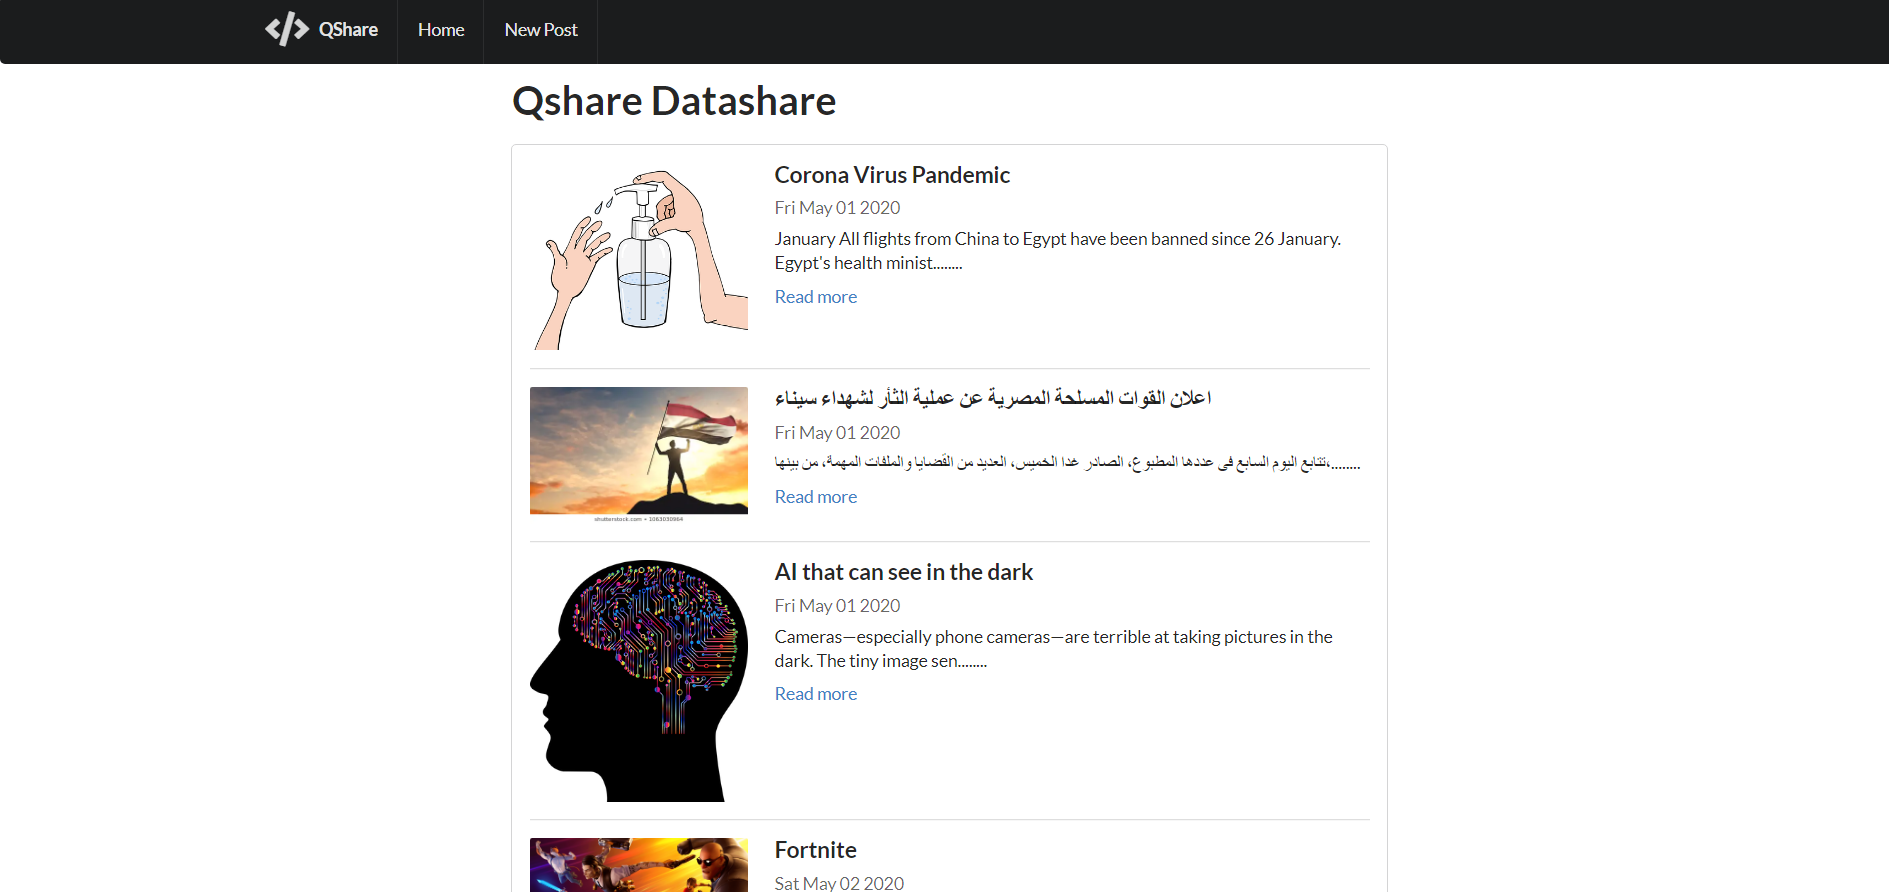 QShare
Home
New Post
Qshare Datashare
Corona Virus Pandemic
Fri May 01 2020
January All flights from China to Egypt have been banned since 26 January.
Egypt's health minist........
Read more
اعلان القوات المسلحة المصرية عن عملية الثأر لشهداء سيناء
Fri May 01 2020
تتابع اليوم السابع فى عددها المطبوع، الصادر غدا الخميس، العديد من القضايا والملفات المهمة، من بينها،........
Read more
shutterstock.com • 1063030964
AI that can see in the dark
Fri May 01 2020
Cameras—especially phone cameras—are terrible at taking pictures in the
dark. The tiny image sen........
Read more
Fortnite
Sat May 02 2020